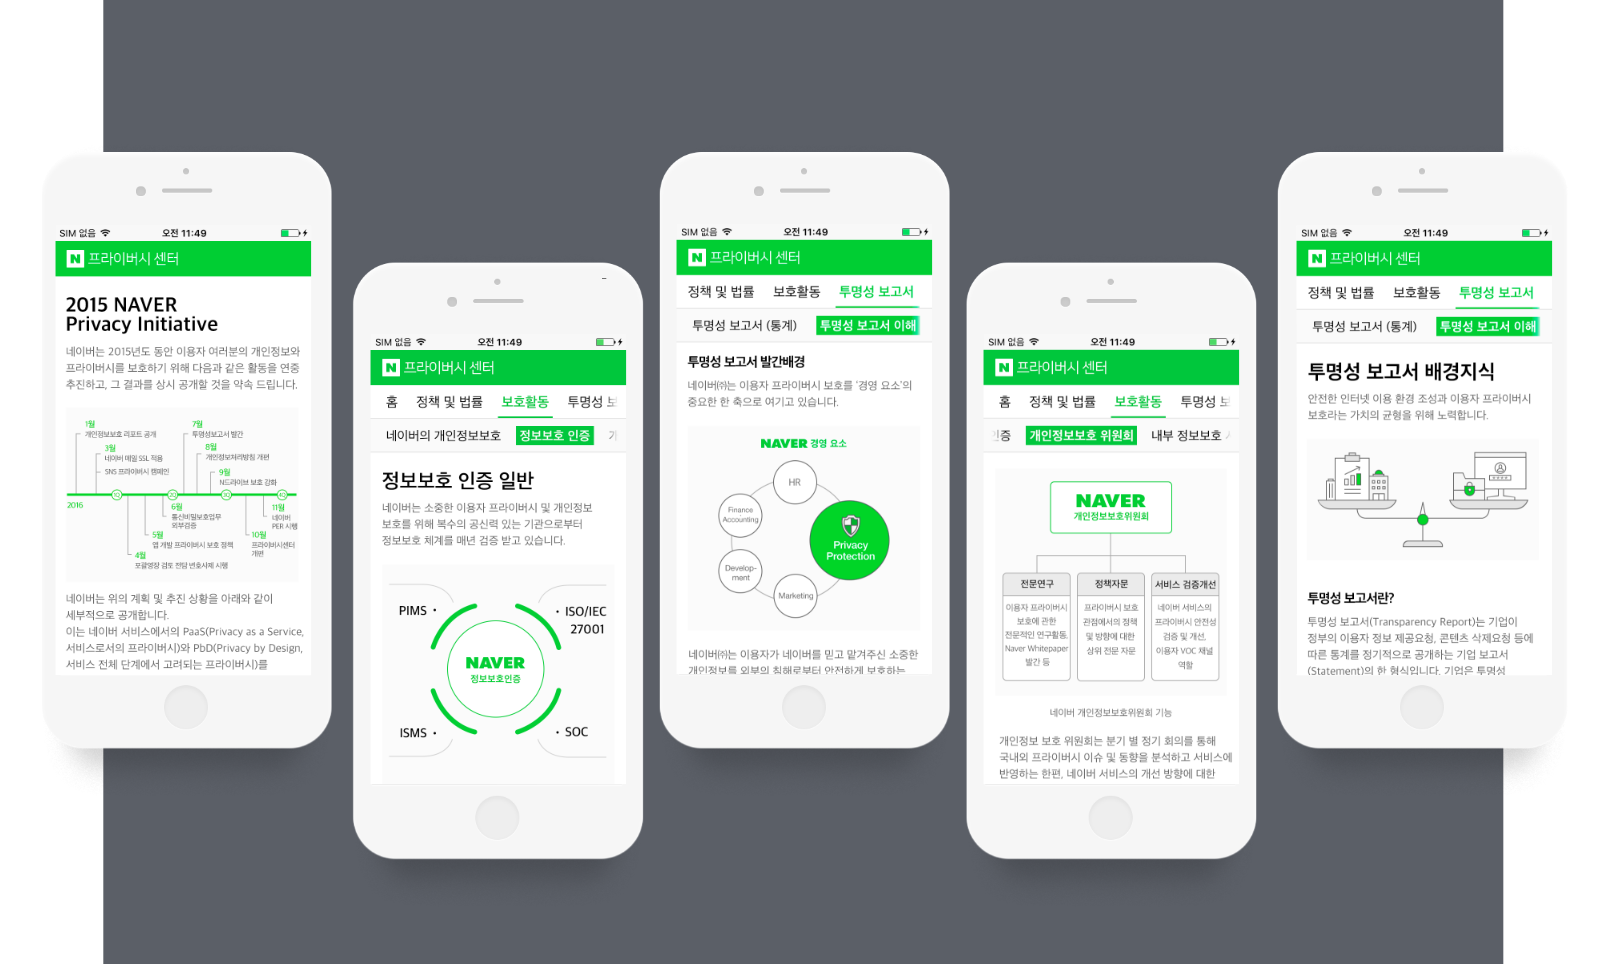 SIM 없음
오전 11:49
N 프라이버시 센터
2015 NAVER
Privacy Initiative
네이버는 2015년도 동안 이용자 여러분의 개인정보와
프라이버시를 보호하기 위해 다음과 같은 활동을 연중
추진하고, 그 결과를 상시 공개할 것을 약속 드립니다.
1월
개인정보보호 리포트 공개
3월
네이버 메일 SSL 적용
SNS 프라이버시 캠페인
7월
투명성보고서 발간
8월
개인정보처리방침 개편
9월
N드라이브 보호 강화
1Q
2Q
3Q
4Q
2016
6월
통신비밀보호업무
외부검증
11월
네이버
PER 시행
5월
앱 개발 프라이버시 보호 정책
10월
프라이버시센터
개편
4월
포괄영장 검토 전담 변호사제 시행
네이버는 위의 계획 및 추진 상황을 아래와 같이
세부적으로 공개합니다.
이는 네이버 서비스에서의 PaaS(Privacy as a Service,
서비스로서의 프라이버시)와 PbD(Privacy by Design,
서비스 전체 단계에서 고려되는 프라이버시)를
SIM 없음
오전 11:49
N 프라이버시 센터
홈 정책 및 법률 보호활동 투명성 보
네이버의 개인정보보호 정보보호 인증
정보보호 인증 일반
네이버는 소중한 이용자 프라이버시 및 개인정보
보호를 위해 복수의 공신력 있는 기관으로부터
정보보호 체계를 매년 검증 받고 있습니다.
PIMS •
• ISO/IEC
27001
NAVER
정보보호인증
ISMS •
• SOC
SIM 없음
오전 11:49
N 프라이버시 센터
정책 및 법률 보호활동 투명성 보고서
투명성 보고서 (통계) 투명성 보고서 이해
투명성 보고서 발간배경
네이버㈜는 이용자 프라이버시 보호를 '경영 요소'의
중요한 한 축으로 여기고 있습니다.
NAVER 경영 요소
HR
Finance
Accounting
Privacy
Protection
Develop-
ment
Marketing
네이버㈜는 이용자가 네이버를 믿고 맡겨주신 소중한
개인정보를 외부의 침해로부터 안전하게 보호하는
SIM 없음
오전 11:49
N 프라이버시 센터
홈 정책 및 법률 보호활동 투명성 보
인증 개인정보보호 위원회 내부 정보보호
NAVER
개인정보보호위원회
전문연구
이용자 프라이버시
보호에 관한
전문적인 연구활동,
Naver Whitepaper
발간 등
정책자문
프라이버시 보호
관점에서의 정책
및 방향에 대한
상위 전문 자문
서비스 검증개선
네이버 서비스의
프라이버시 안전성
검증 및 개선,
이용자 VOC 채널
역할
네이버 개인정보보호위원회 기능
개인정보 보호 위원회는 분기 별 정기 회의를 통해
국내외 프라이버시 이슈 및 동향을 분석하고 서비스에
반영하는 한편, 네이버 서비스의 개선 방향에 대한
SIM 없음
오전 11:49
N 프라이버시 센터
정책 및 법률 보호활동 투명성 보고서
투명성 보고서 (통계) 투명성 보고서 이해
투명성 보고서 배경지식
안전한 인터넷 이용 환경 조성과 이용자 프라이버시
보호라는 가치의 균형을 위해 노력합니다.
투명성 보고서란?
투명성 보고서(Transparency Report)는 기업이
정부의 이용자 정보 제공요청, 콘텐츠 삭제요청 등에
따른 통계를 정기적으로 공개하는 기업 보고서
(Statement)의 한 형식입니다. 기업은 투명성